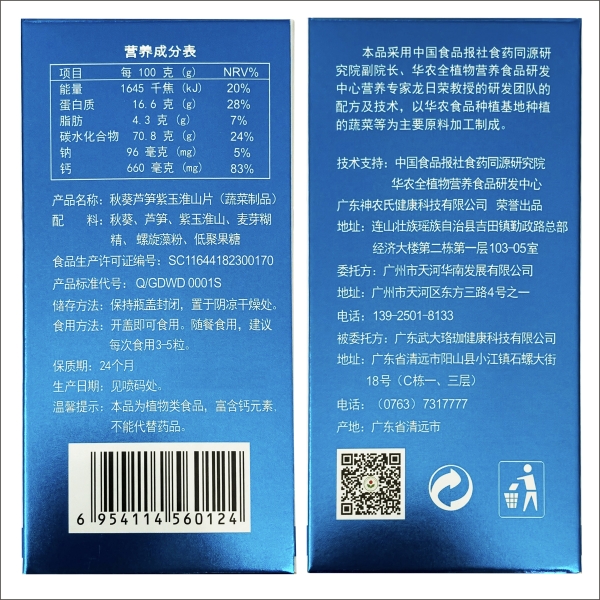 营养成分表
项目 每 100 克 (g) NRV%
能量 1645 千焦 (kJ) 20%
蛋白质 16.6 克 (g) 28%
脂肪 4.3 克 (g) 7%
碳水化合物 70.8 克 (g) 24%
钠 96 毫克 (mg) 5%
钙 660 毫克 (mg) 83%
产品名称：秋葵芦笋紫玉淮山片（蔬菜制品）
配 料：秋葵、芦笋、紫玉淮山、麦芽糊
精、螺旋藻粉、低聚果糖
食品生产许可证编号：SC11644182300170
产品标准代号：Q/GDWD 0001S
储存方法：保持瓶盖封闭，置于阴凉干燥处。
食用方法：开盖即可食用。随餐食用，建议
每次食用3-5粒。
保质期：24个月
生产日期：见喷码处。
温馨提示：本品为植物类食品，富含钙元素，
不能代替药品。
6 954114 560124
本品采用中国食品报社食药同源研
究院副院长、华农全植物营养食品研发
中心营养专家龙日荣教授的研发团队的
配方及技术，以华农食品种植基地种植
的蔬菜等为主要原料加工制成。
技术支持：中国食品报社食药同源研究院
华农全植物营养食品研发中心
广东神农氏健康科技有限公司 荣誉出品
地址：连山壮族瑶族自治县吉田镇勤政路总部
经济大楼第二栋第一层103-05室
委托方：广州市天河华南发展有限公司
地址：广州市天河区东方三路4号之一
电话：139-2501-8133
被委托方：广东武大珞珈健康科技有限公司
地址：广东省清远市阳山县小江镇石螺大街
18号（C栋一、三层）
电话：（0763）7317777
产地：广东省清远市